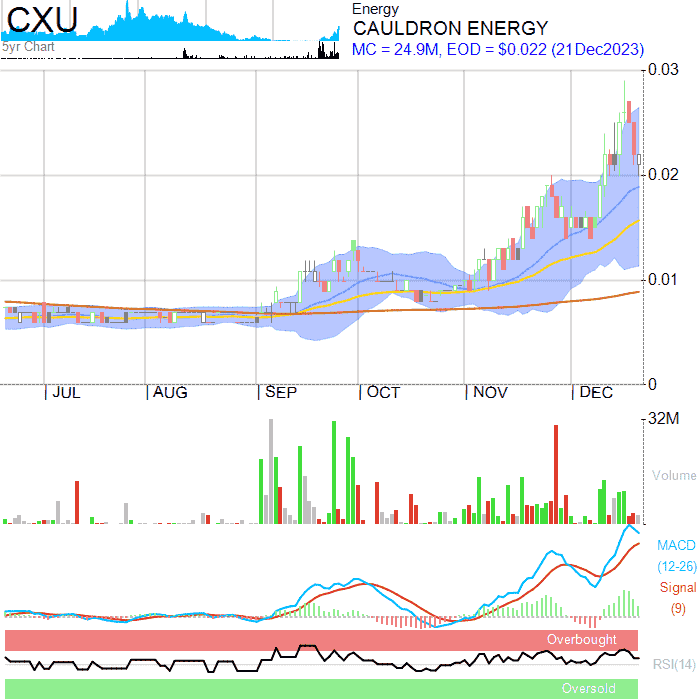 CXU
5yr Chart
Energy
CAULDRON ENERGY
MC = 24.9M, EOD = $0.022 (21Dec2023)
0.03
0.02
0.01
0
JUL
AUG
SEP
OCT
NOV
DEC
32M
Volume
MACD
(12-26)
Signal
(9)
Overbought
RSI(14)
Oversold